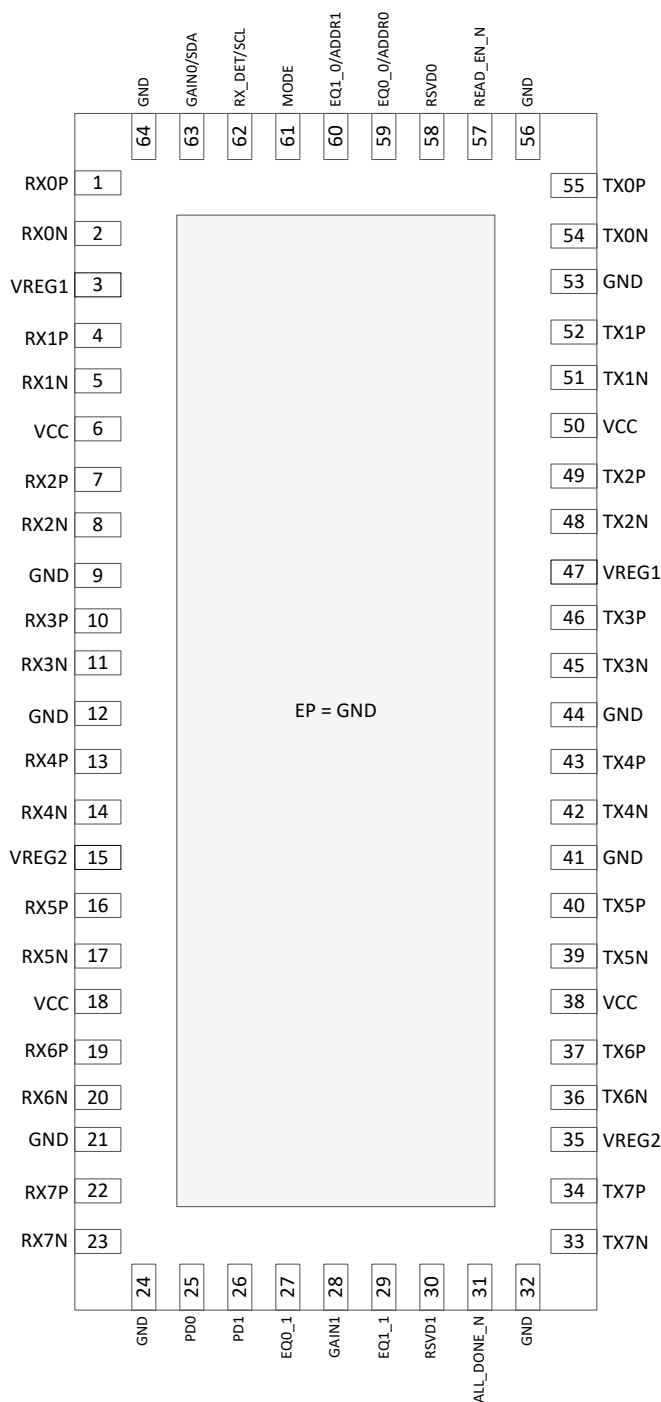 GND
GAIN0/SDA
RX_DET/SCL
MODE
EQ1_0/ADDR1
EQ0_0/ADDR0
RSVD0
READ_EN_N
GND
64
63
62
61
60
59
58
57
56
RX0P 1
RX0N 2
VREG1 3
RX1P 4
RX1N 5
VCC 6
RX2P 7
RX2N 8
GND 9
RX3P 10
RX3N 11
GND 12
RX4P 13
RX4N 14
VREG2 15
RX5P 16
RX5N 17
VCC 18
RX6P 19
RX6N 20
GND 21
RX7P 22
RX7N 23
EP = GND
55 TX0P
54 TX0N
53 GND
52 TX1P
51 TX1N
50 VCC
49 TX2P
48 TX2N
47 VREG1
46 TX3P
45 TX3N
44 GND
43 TX4P
42 TX4N
41 GND
40 TX5P
39 TX5N
38 VCC
37 TX6P
36 TX6N
35 VREG2
34 TX7P
33 TX7N
24
25
26
27
28
29
30
31
32
GND
PD0
PD1
EQ0_1
GAIN1
EQ1_1
RSVD1
ALL_DONE_N
GND